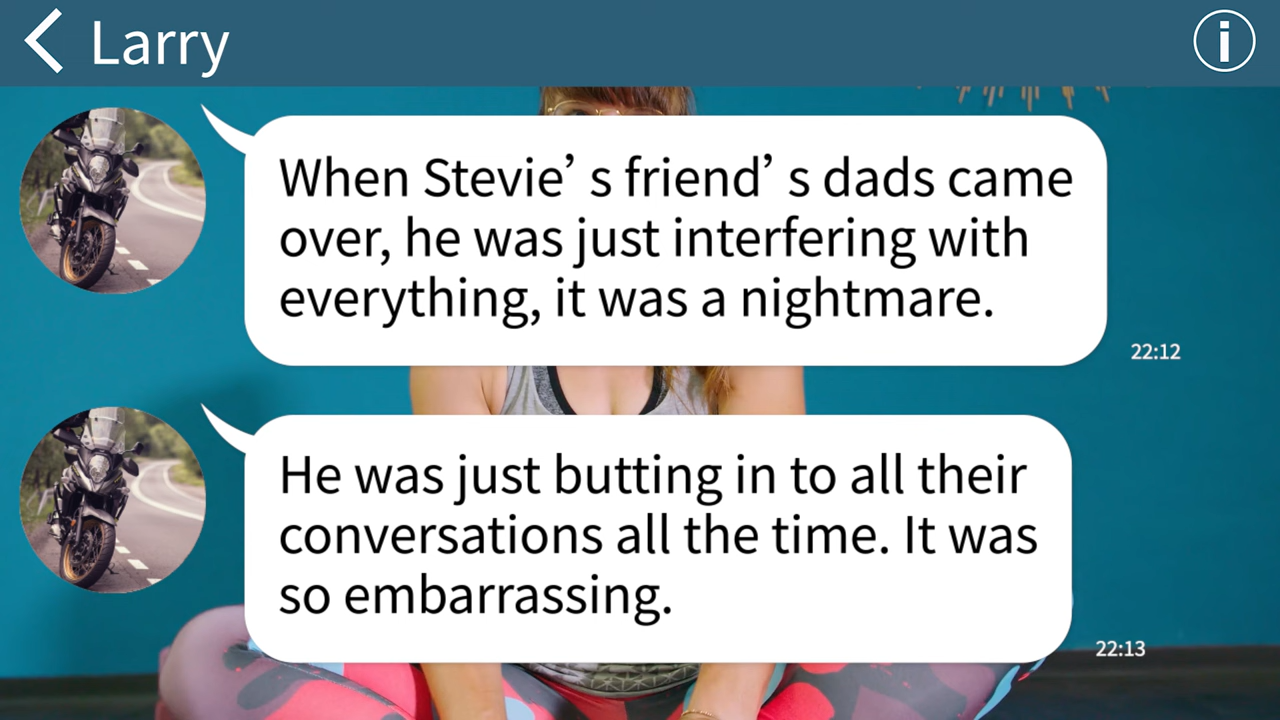 Larry
When Stevie’ s friend’ s dads came
over, he was just interfering with
everything, it was a nightmare.
22:12
He was just butting in to all their
conversations all the time. It was
so embarrassing.
22:13